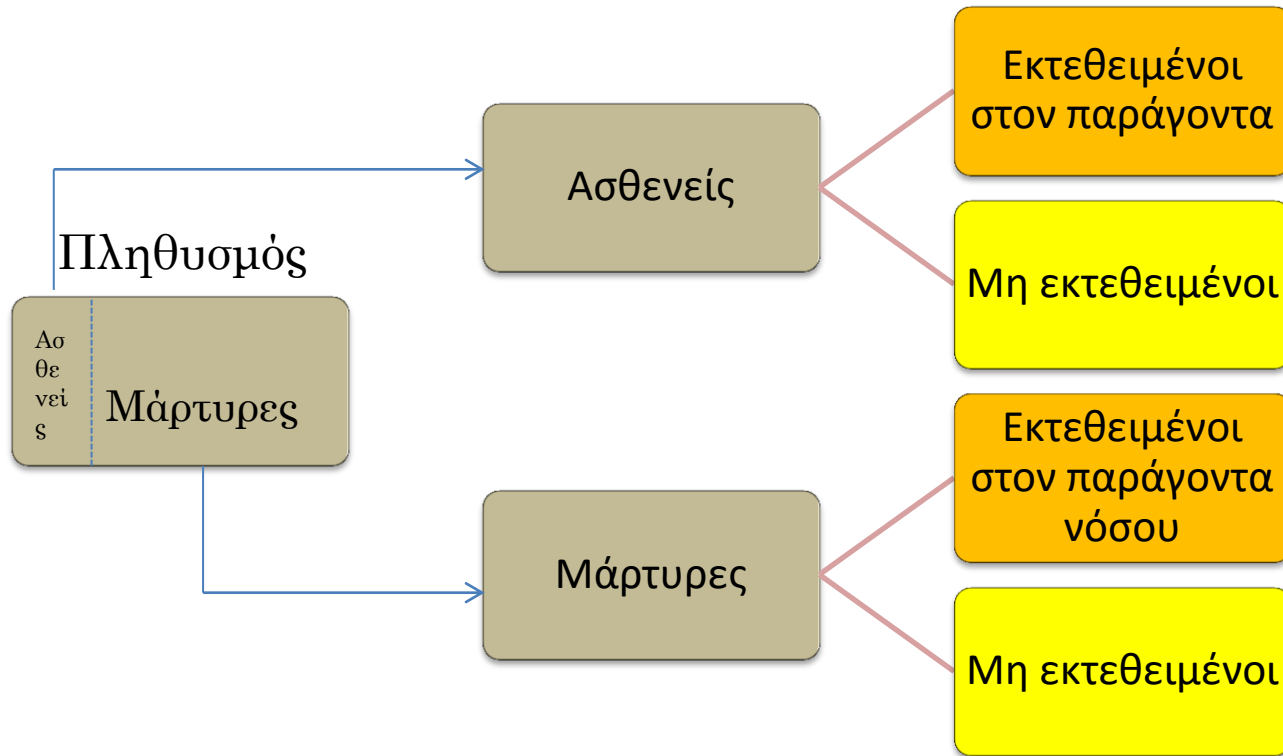 Πληθυσμός
Ασ
θε
νεί
ς
Μάρτυρες
Ασθενείς
Εκτεθειμένοι
στον παράγοντα
Μη εκτεθειμένοι
Μάρτυρες
Εκτεθειμένοι
στον παράγοντα
νόσου
Μη εκτεθειμένοι